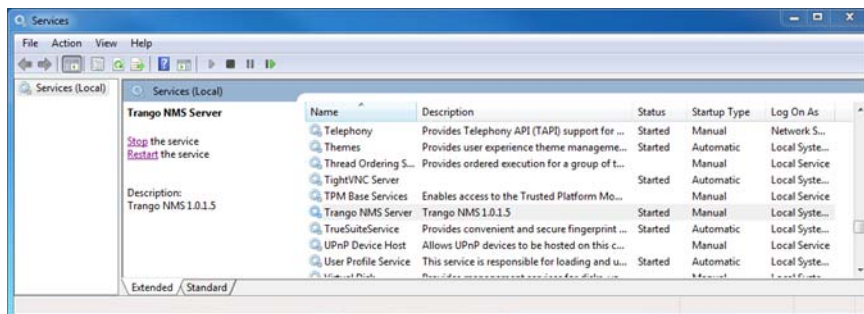 Services
File Action View Help
Services (Local)
Services (Local)
Trango NMS Server
Stop the service
Restart the service
Description:
Trango NMS 1.0.1.5
Name Description Status Startup Type Log On As
Telephony Provides Telephony API (TAPI) support for ... Started Manual Network S...
Themes Provides user experience theme manageme... Started Automatic Local Syste...
Thread Ordering S... Provides ordered execution for a group of t... Manual Local Service
TightVNC Server Started Automatic Local Syste...
TPM Base Services Enables access to the Trusted Platform Mo... Manual Local Service
Trango NMS Server Trango NMS 1.0.1.5 Started Manual Local Syste...
TrueSuiteService Provides convenient and secure fingerprint ... Started Automatic Local Syste...
UPnP Device Host Allows UPnP devices to be hosted on this c... Manual Local Service
User Profile Service This service is responsible for loading and u... Started Automatic Local Syste...
Extended Standard